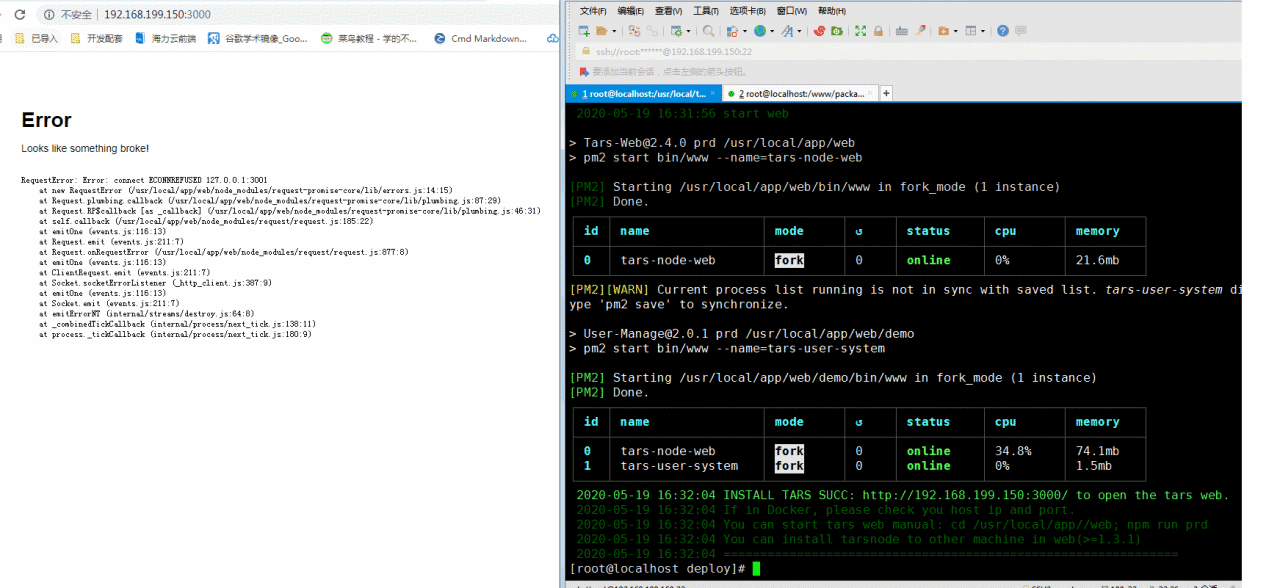 不安全 | 192.168.199.150:3000
已导入 开发配套 海力云前端 谷歌学术镜像_Goo... 菜鸟教程 - 学的不... Cmd Markdown...
Error
Looks like something broke!
RequestError: Error: connect ECONNREFUSED 127.0.0.1:3001
at new RequestError (/usr/local/app/web/node_modules/request-promise-core/lib/errors.js:14:15)
at Request.plumbing.callback (/usr/local/app/web/node_modules/request-promise-core/lib/plumbing.js:87:29)
at Request.RP$callback [as _callback] (/usr/local/app/web/node_modules/request-promise-core/lib/plumbing.js:46:31)
at self.callback (/usr/local/app/web/node_modules/request/request.js:185:22)
at emitOne (events.js:116:13)
at Request.emit (events.js:211:7)
at Request.onRequestError (/usr/local/app/web/node_modules/request/request.js:877:8)
at emitOne (events.js:116:13)
at ClientRequest.emit (events.js:211:7)
at Socket.socketErrorListener (_http_client.js:387:9)
at emitOne (events.js:116:13)
at Socket.emit (events.js:211:7)
at emitErrorNT (internal/streams/destroy.js:64:8)
at _combinedTickCallback (internal/process/next_tick.js:138:11)
at process._tickCallback (internal/process/next_tick.js:180:9)
文件(F) 编辑(E) 查看(V) 工具(T) 选项卡(B) 窗口(W) 帮助(H)
ssh://root:******@192.168.199.150:22
要添加当前会话，点击左侧的箭头按钮。
1 root@localhost:/usr/local/t... × 2 root@localhost:/www/packa... × +
2020-05-19 16:31:56 start web
> Tars-Web@2.4.0 prd /usr/local/app/web
> pm2 start bin/www --name=tars-node-web
[PM2] Starting /usr/local/app/web/bin/www in fork_mode (1 instance)
[PM2] Done.
id name mode ↺ status cpu memory
0 tars-node-web fork 0 online 0% 21.6mb
[PM2][WARN] Current process list running is not in sync with saved list. tars-user-system di
ype 'pm2 save' to synchronize.
> User-Manage@2.0.1 prd /usr/local/app/web/demo
> pm2 start bin/www --name=tars-user-system
[PM2] Starting /usr/local/app/web/demo/bin/www in fork_mode (1 instance)
[PM2] Done.
id name mode ↺ status cpu memory
0 tars-node-web fork 0 online 34.8% 74.1mb
1 tars-user-system fork 0 online 0% 1.5mb
2020-05-19 16:32:04 INSTALL TARS SUCC: http://192.168.199.150:3000/ to open the tars web.
2020-05-19 16:32:04 If in Docker, please check you host ip and port.
2020-05-19 16:32:04 You can start tars web manual: cd /usr/local/app//web; npm run prd
2020-05-19 16:32:04 You can install tarsnode to other machine in web(>=1.3.1)
2020-05-19 16:32:04 ==============================================================
[root@localhost deploy]#